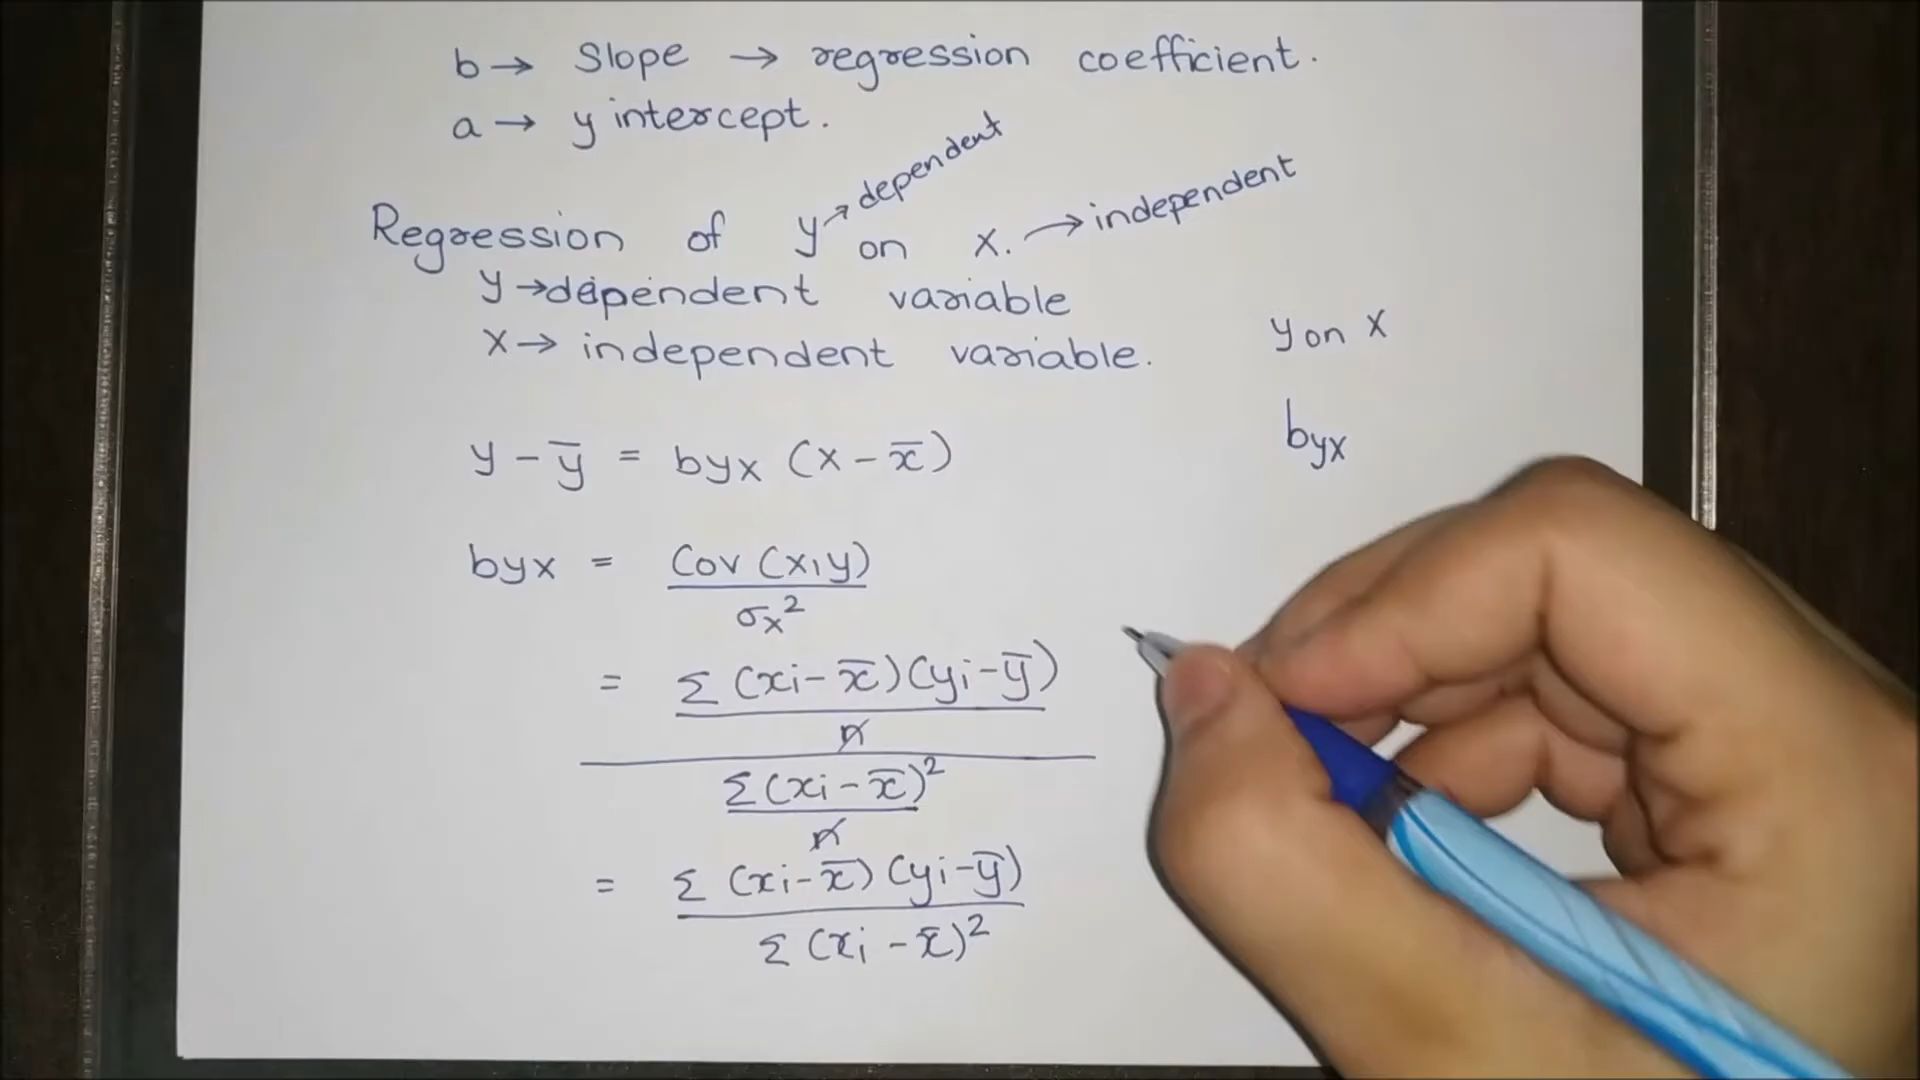 b → Slope → regression coefficient.
a → y intercept.
Regression of y → dependent on x. → independent
y → dependent variable
x → independent variable.
y on x
byx
y - y̅ = byx (x - x̅)
byx = Cov (x,y) / σx²
= Σ (xi - x̅)(yi - y̅) / n
Σ (xi - x̅)² / n
= Σ (xi - x̅) (yi - y̅) / Σ (xi - x̅)²